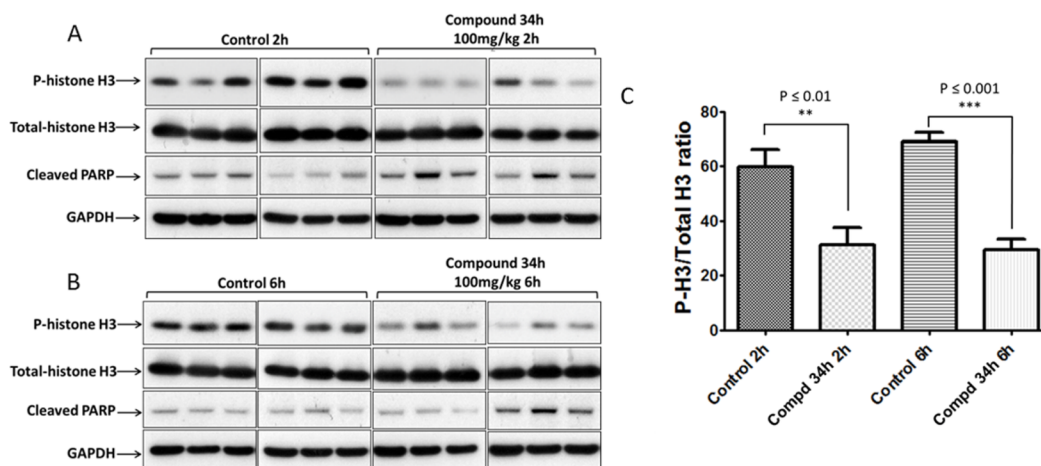 A
Control 2h
Compound 34h
100mg/kg 2h
P-histone H3
Total-histone H3
Cleaved PARP
GAPDH
B
Control 6h
Compound 34h
100mg/kg 6h
P-histone H3
Total-histone H3
Cleaved PARP
GAPDH
C
P ≤ 0.01
**
P ≤ 0.001
***
P-H3/Total H3 ratio
80
60
40
20
0
Control 2h
Compd 34h 2h
Control 6h
Compd 34h 6h